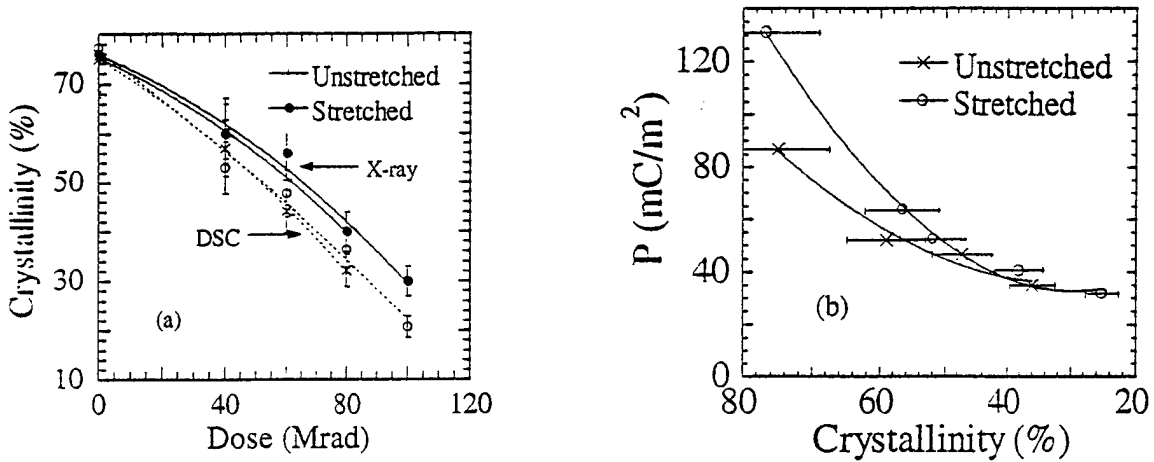 Crystallinity (%)
70
50
30
10
Unstretched
Stretched
X-ray
DSC
(a)
0
40
80
120
Dose (Mrad)
P (mC/m²)
120
80
40
0
Unstretched
Stretched
(b)
80
60
40
20
Crystallinity (%)